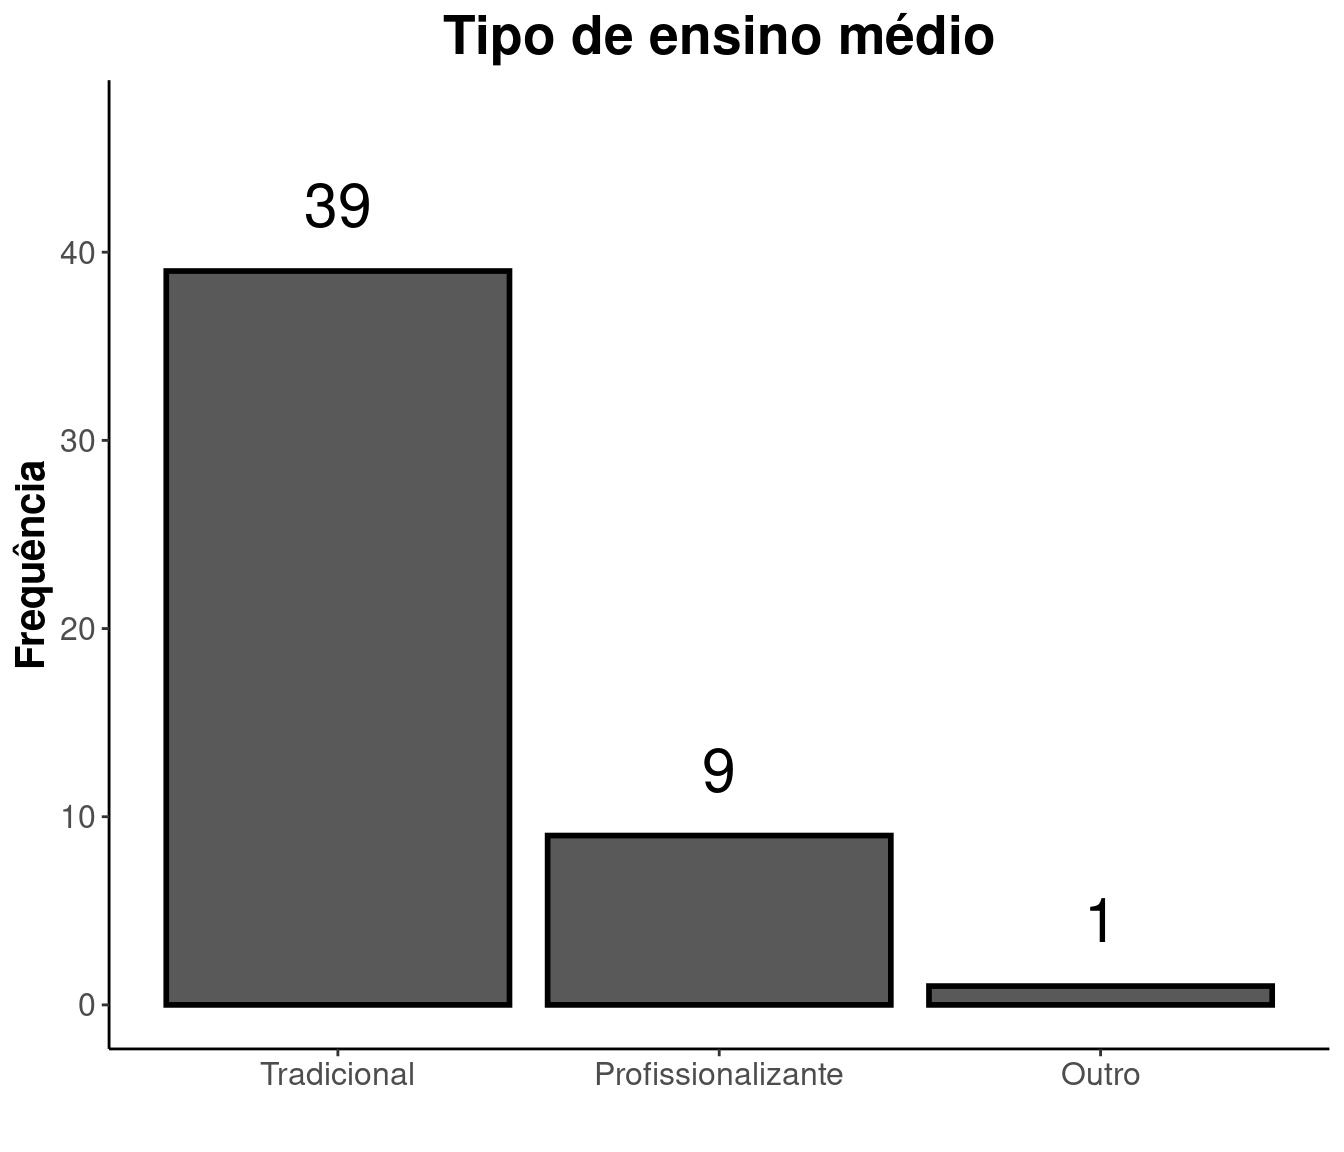 Tipo de ensino médio
Frequência
40
30
20
10
0
39
9
1
Tradicional
Profissionalizante
Outro